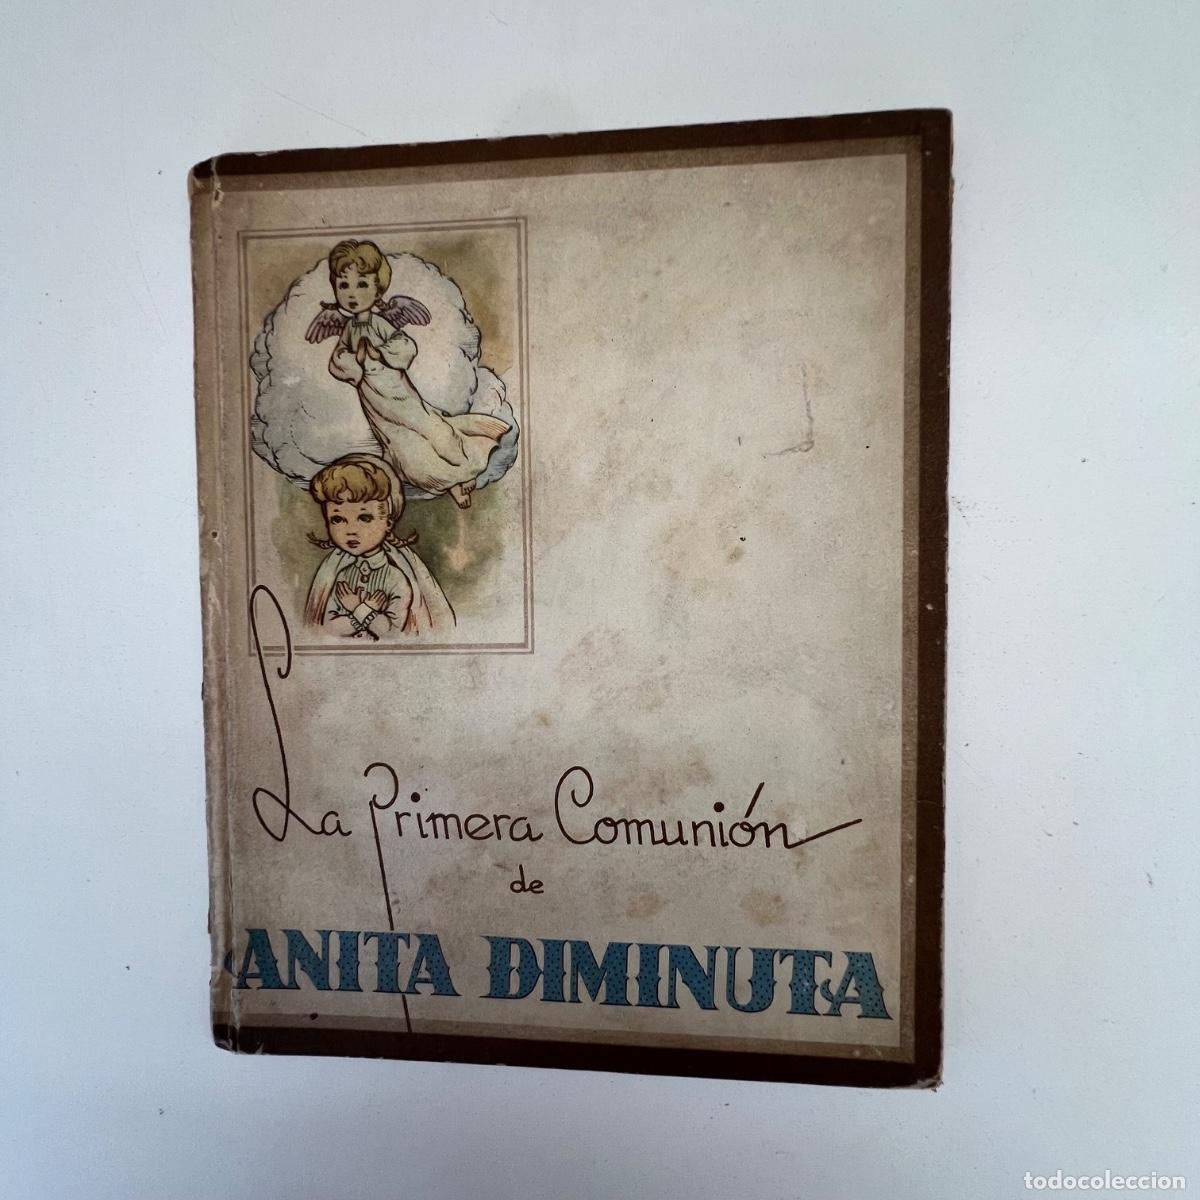 La Primera Comunión
de
ANITA DIMINUTA
todocoleccion